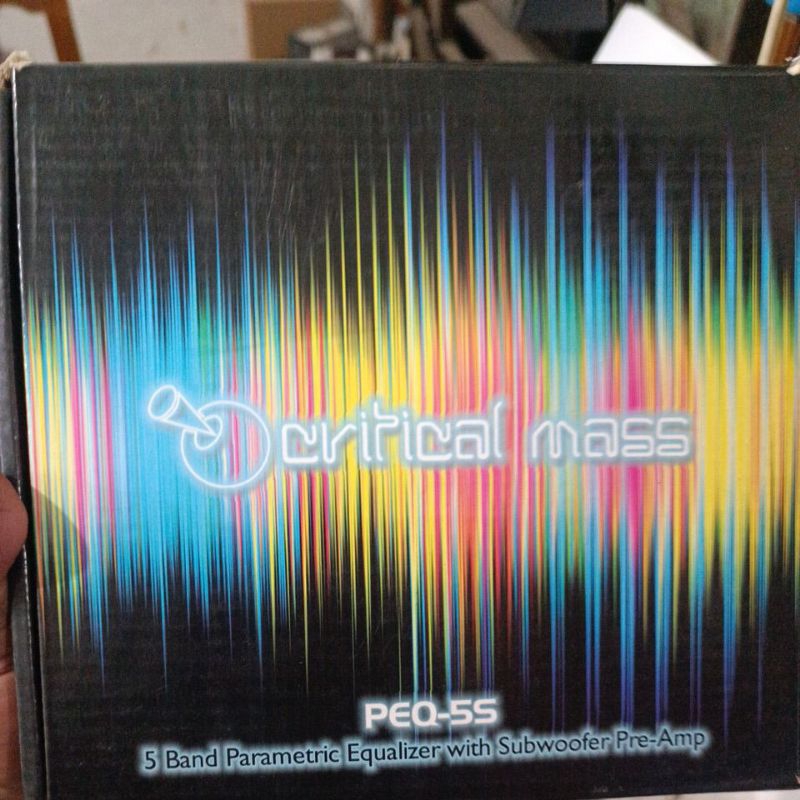 critical mass
PEQ-5S
5 Band Parametric Equalizer with Subwoofer Pre-Amp